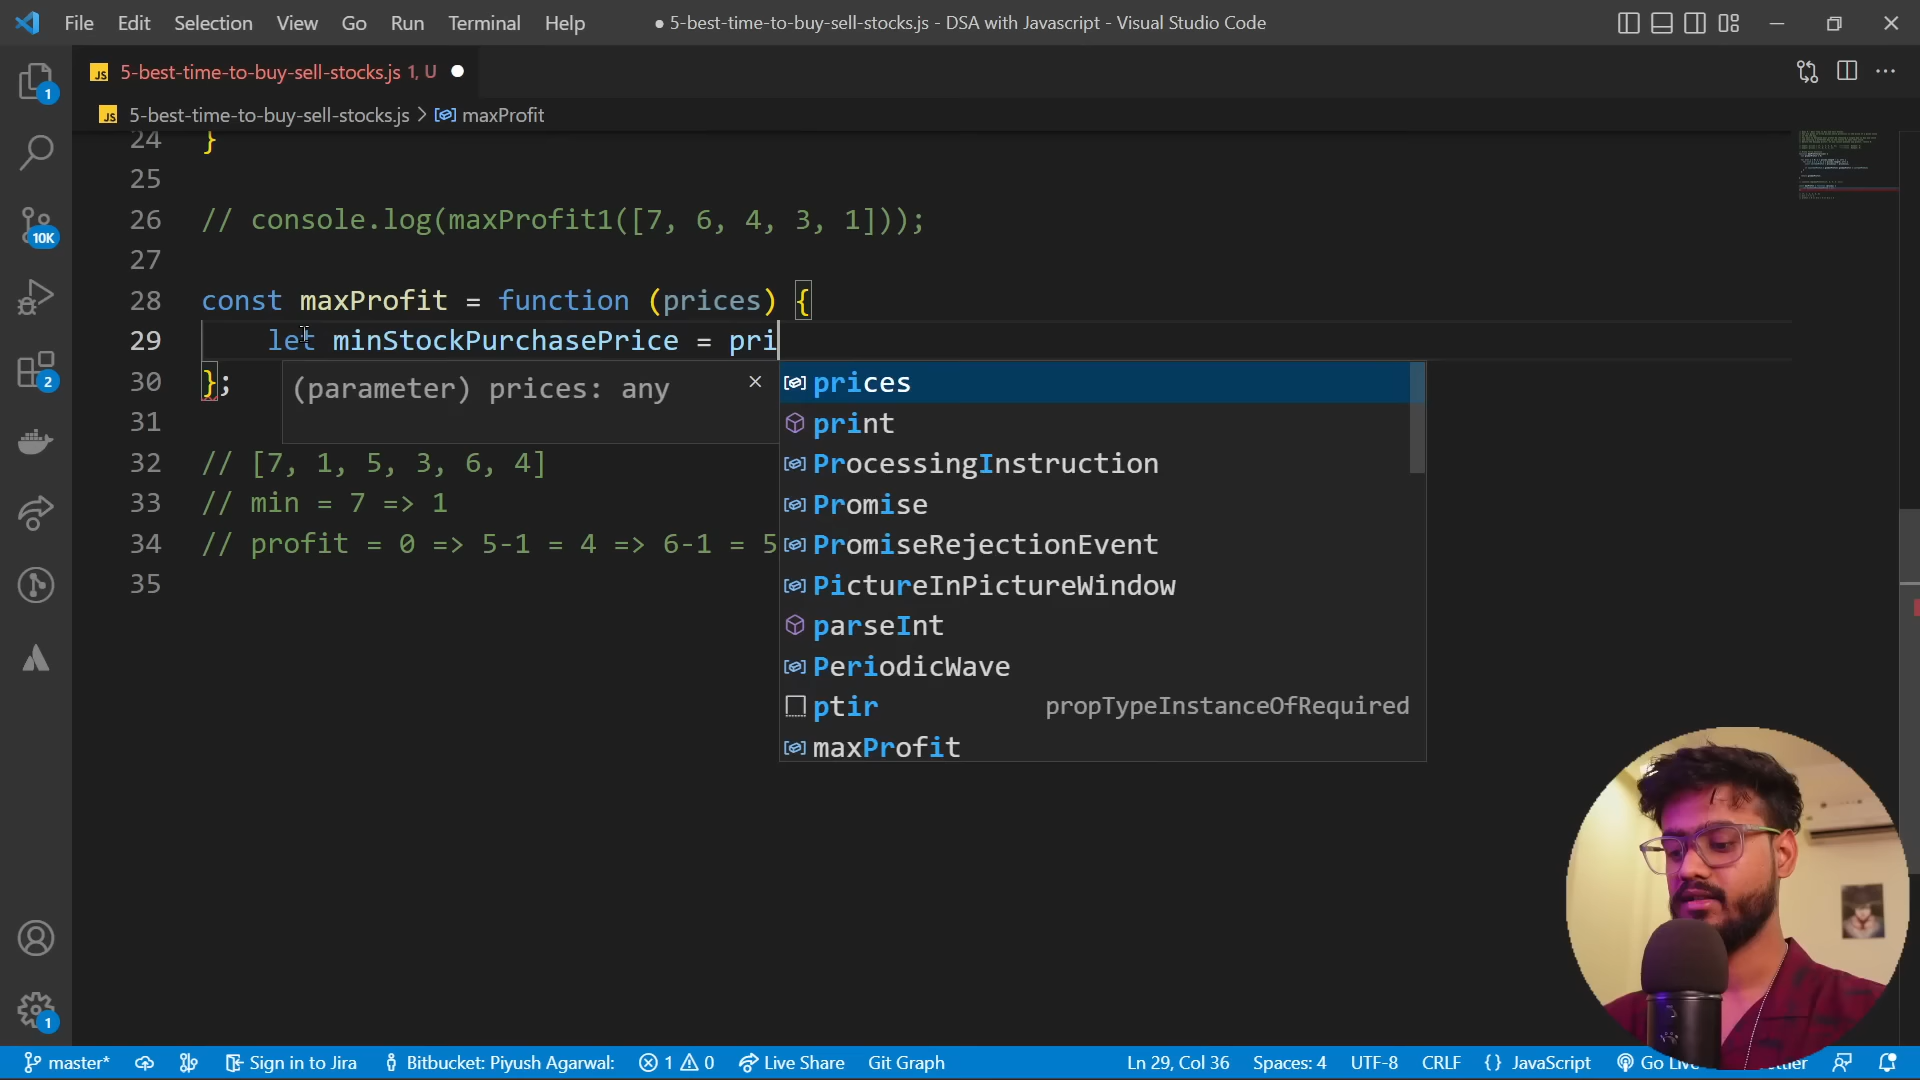 File Edit Selection View Go Run Terminal Help ● 5-best-time-to-buy-sell-stocks.js - DSA with Javascript - Visual Studio Code
JS 5-best-time-to-buy-sell-stocks.js 1, U
JS 5-best-time-to-buy-sell-stocks.js > maxProfit
24 }
25
26 // console.log(maxProfit1([7, 6, 4, 3, 1]));
27
28 const maxProfit = function (prices) {
29 let minStockPurchasePrice = pri
30 };
(parameter) prices: any
31
32 // [7, 1, 5, 3, 6, 4]
33 // min = 7 => 1
34 // profit = 0 => 5-1 = 4 => 6-1 = 5
35
prices
print
ProcessingInstruction
Promise
PromiseRejectionEvent
PictureInPictureWindow
parseInt
PeriodicWave
ptir propTypeInstanceOfRequired
maxProfit
1
10K
2
1
master* Sign in to Jira Bitbucket: Piyush Agarwal: 1 0 Live Share Git Graph Ln 29, Col 36 Spaces: 4 UTF-8 CRLF {} JavaScript Go